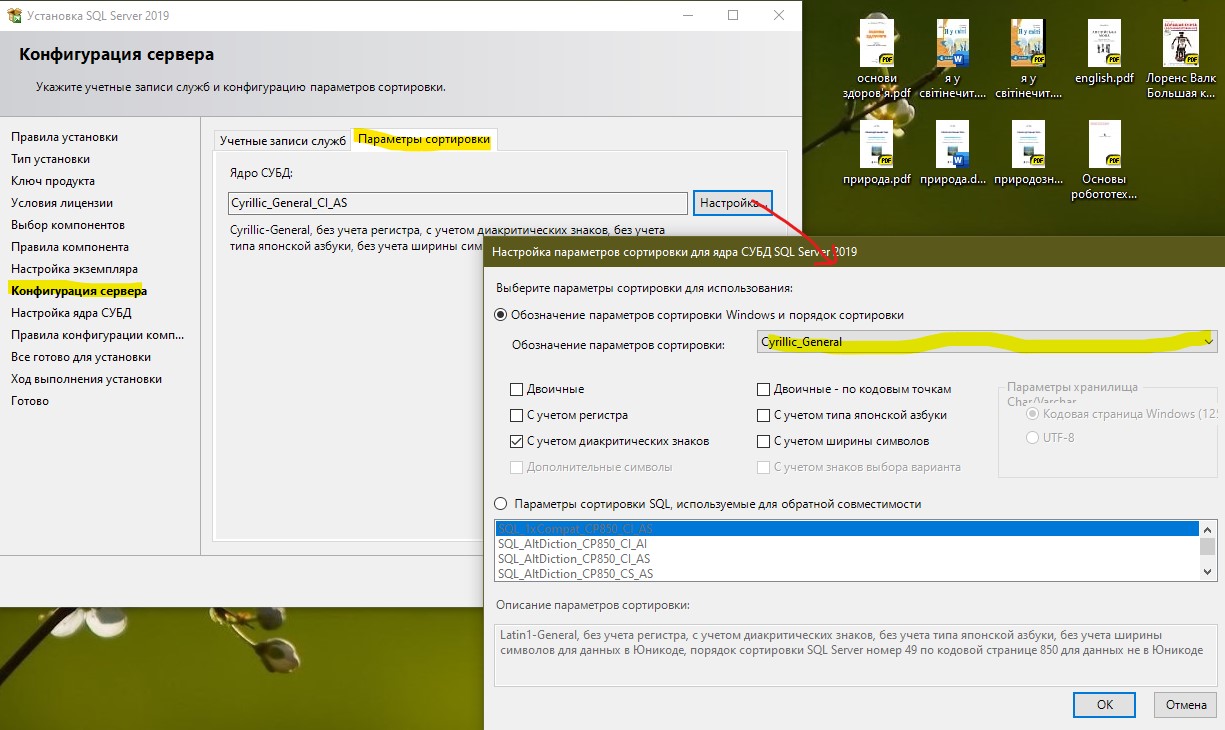 Установка SQL Server 2019
Конфигурация сервера
Укажите учетные записи служб и конфигурацию параметров сортировки.
Правила установки
Тип установки
Ключ продукта
Условия лицензии
Выбор компонентов
Правила компонента
Настройка экземпляра
Конфигурация сервера
Настройка ядра СУБД
Правила конфигурации комп...
Все готово для установки
Ход выполнения установки
Готово
Учетные записи служб
Параметры сортировки
Ядро СУБД:
Cyrillic_General_CI_AS
Настройка...
Cyrillic-General, без учета регистра, с учетом диакритических знаков, без учета
типа японской азбуки, без учета ширины сим
основи
здоров'я.pdf
я у
світінечит....
я у
світінечит....
english.pdf
Лоренс Валк
Большая к...
природа.pdf
природа.d...
природозн...
Основы
робототех...
Настройка параметров сортировки для ядра СУБД SQL Server 2019
Выберите параметры сортировки для использования:
Обозначение параметров сортировки Windows и порядок сортировки
Обозначение параметров сортировки:
Cyrillic_General
Двоичные
Двоичные - по кодовым точкам
С учетом регистра
С учетом типа японской азбуки
С учетом диакритических знаков
С учетом ширины символов
Дополнительные символы
С учетом знаков выбора варианта
Параметры хранилища
Char/Varchar
Кодовая страница Windows (125
UTF-8
Параметры сортировки SQL, используемые для обратной совместимости
SQL_1xCompat_CP850_CI_AS
SQL_AltDiction_CP850_CI_AI
SQL_AltDiction_CP850_CI_AS
SQL_AltDiction_CP850_CS_AS
Описание параметров сортировки:
Latin1-General, без учета регистра, с учетом диакритических знаков, без учета типа японской азбуки, без учета ширины
символов для данных в Юникоде, порядок сортировки SQL Server номер 49 по кодовой странице 850 для данных не в Юникоде
ОК
Отмена